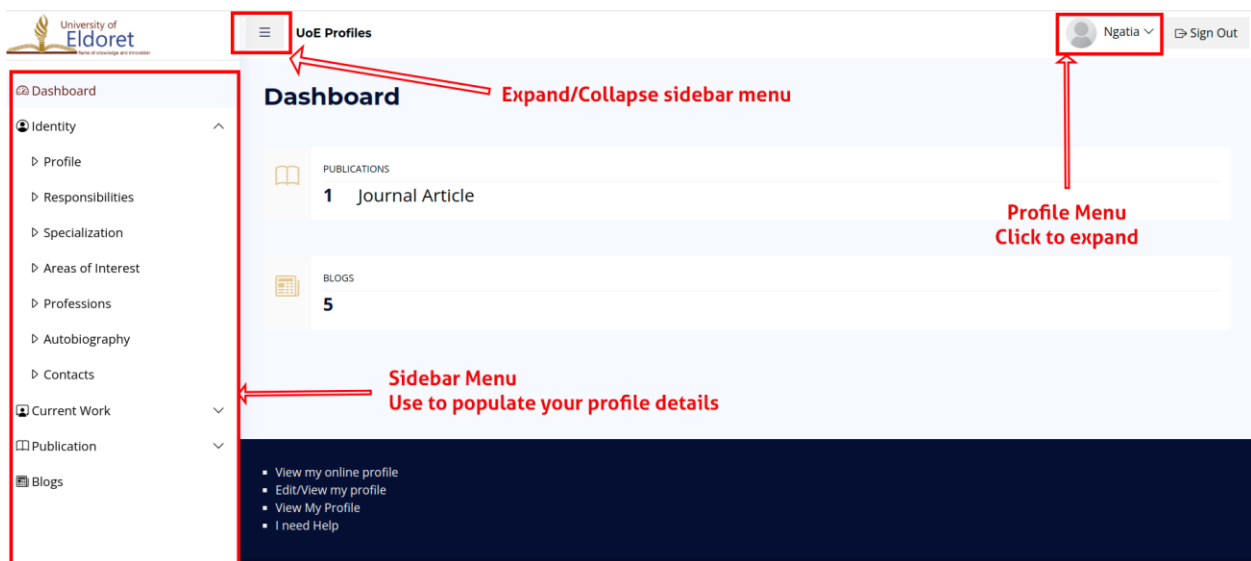 University of
Eldoret
UoE Profiles
Ngatia
Sign Out
Dashboard
Identity
Profile
Responsibilities
Specialization
Areas of Interest
Professions
Autobiography
Contacts
Current Work
Publication
Blogs
Dashboard
Expand/Collapse sidebar menu
PUBLICATIONS
1 Journal Article
Profile Menu
Click to expand
BLOGS
5
Sidebar Menu
Use to populate your profile details
View my online profile
Edit/View my profile
View My Profile
I need Help